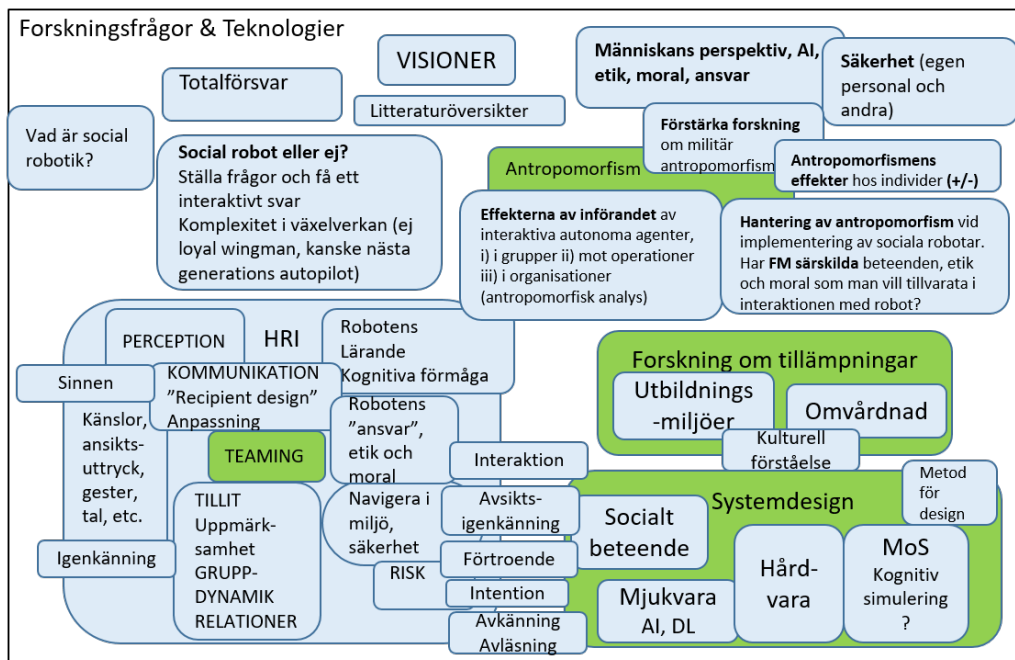 Forskningsfrågor & Teknologier
VISIONER
Totalförsvar
Litteraturöversikter
Människans perspektiv, AI,
etik, moral, ansvar
Säkerhet (egen
personal och
andra)
Vad är social
robotik?
Social robot eller ej?
Ställa frågor och få ett
interaktivt svar
Komplexitet i växelverkan (ej
loyal wingman, kanske nästa
generations autopilot)
Förstärka forskning
om militär
antropomorfism
Antropomorfism
Antropomorfismens
effekter hos individer (+/-)
Effekterna av införandet av
interaktiva autonoma agenter,
i) i grupper ii) mot operationer
iii) i organisationer
(antropomorfisk analys)
Hantering av antropomorfism vid
implementering av sociala robotar.
Har FM särskilda beteenden, etik
och moral som man vill tillvarata i
interaktionen med robot?
PERCEPTION
HRI
Robotens
Lärande
Kognitiva förmåga
Sinnen
KOMMUNIKATION
”Recipient design”
Anpassning
Känslor,
ansikts-
uttryck,
gester,
tal, etc.
Robotens
”ansvar”,
etik och
moral
TEAMING
TILLIT
Uppmärk-
samhet
GRUPP-
DYNAMIK
RELATIONER
Navigera i
miljö,
säkerhet
Igenkänning
RISK
Interaktion
Avsikts-
igenkänning
Förtroende
Intention
Avkänning
Avläsning
Forskning om tillämpningar
Utbildnings
-miljöer
Omvårdnad
Kulturell
förståelse
Systemdesign
Metod
för
design
Socialt
beteende
Mjukvara
AI, DL
Hård-
vara
MoS
Kognitiv
simulering
?